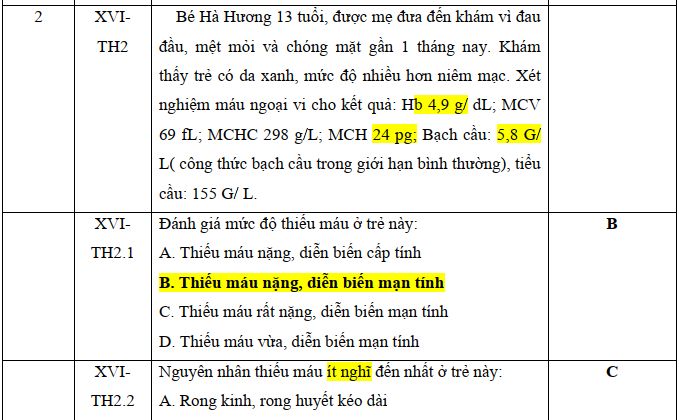 2
XVI-
TH2
Bé Hà Hương 13 tuổi, được mẹ đưa đến khám vì đau
đầu, mệt mỏi và chóng mặt gần 1 tháng nay. Khám
thấy trẻ có da xanh, mức độ nhiều hơn niêm mạc. Xét
nghiệm máu ngoại vi cho kết quả: Hb 4,9 g/ dL; MCV
69 fL; MCHC 298 g/L; MCH 24 pg; Bạch cầu: 5,8 G/
L( công thức bạch cầu trong giới hạn bình thường), tiểu
cầu: 155 G/ L.
XVI-
TH2.1
Đánh giá mức độ thiếu máu ở trẻ này:
A. Thiếu máu nặng, diễn biến cấp tính
B. Thiếu máu nặng, diễn biến mạn tính
C. Thiếu máu rất nặng, diễn biến mạn tính
D. Thiếu máu vừa, diễn biến mạn tính
B
XVI-
TH2.2
Nguyên nhân thiếu máu ít nghĩ đến nhất ở trẻ này:
A. Rong kinh, rong huyết kéo dài
C